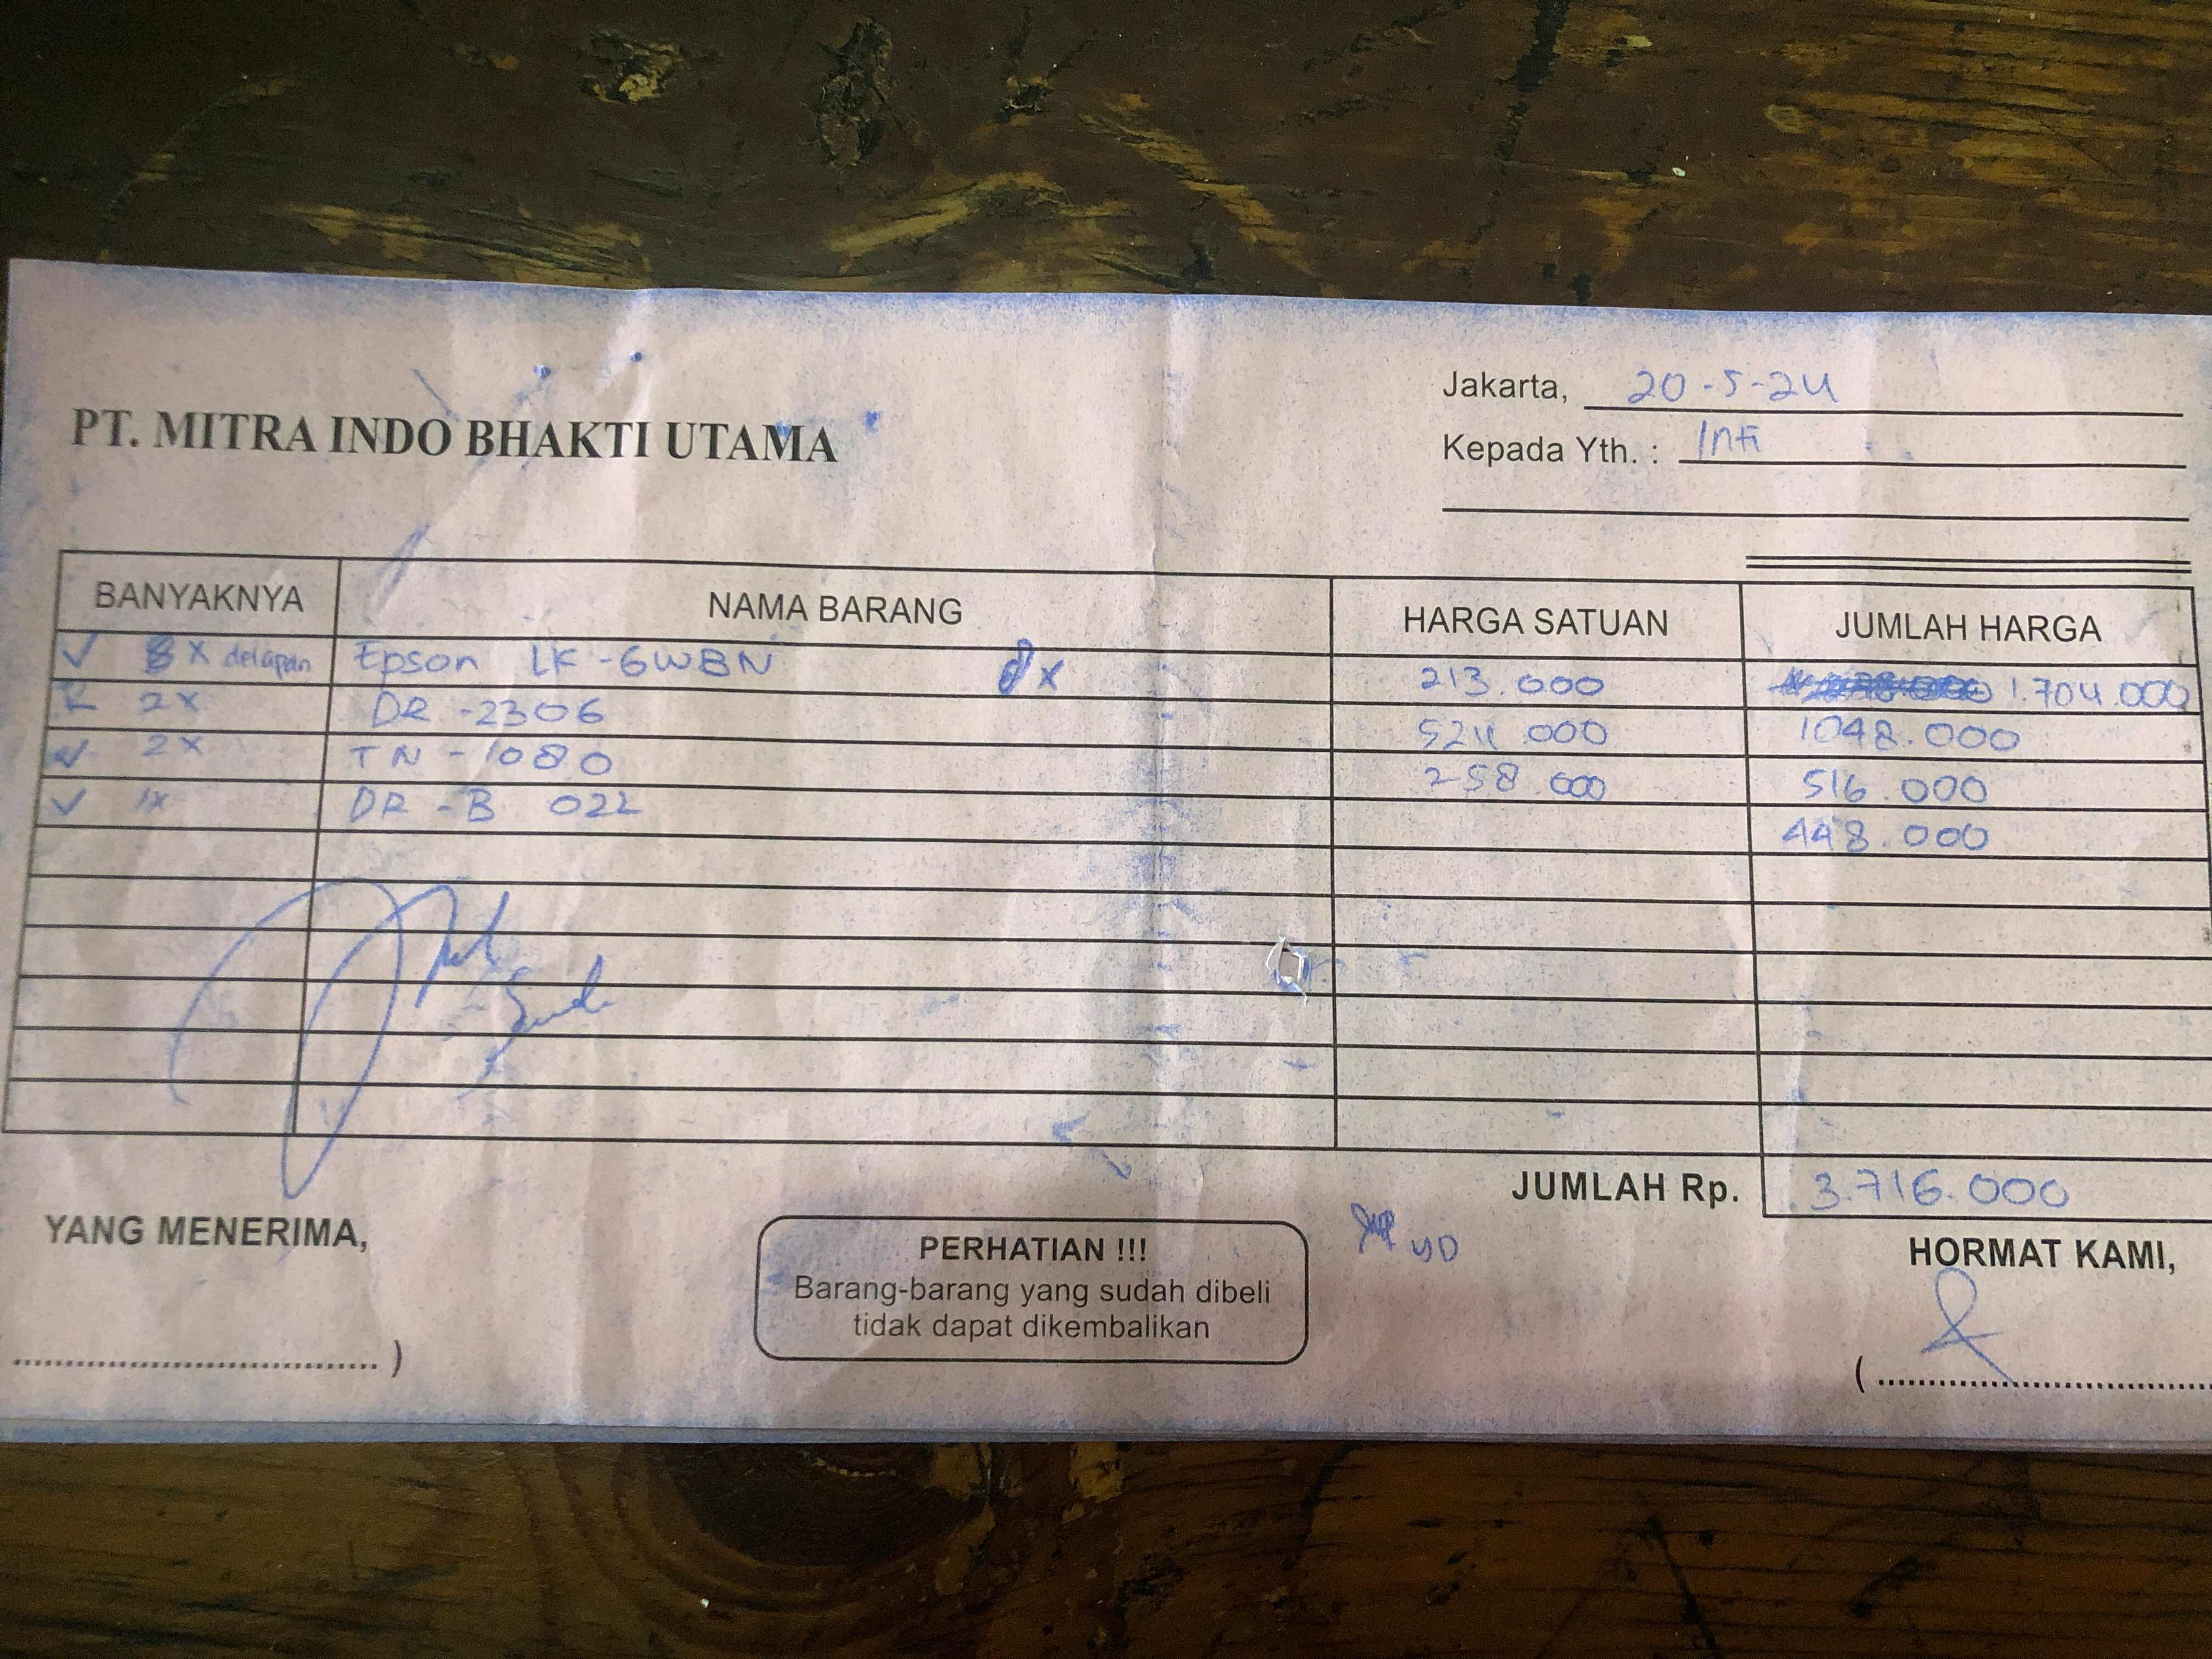 PT. MITRA INDO BHAKTI UTAMA
Jakarta, 20-5-24
Kepada Yth. : Inti
BANYAKNYA NAMA BARANG HARGA SATUAN JUMLAH HARGA
8x delapan Epson LK-6WBN 8x 213.000 1.704.000
2x DR-2306 524.000 1048.000
2x TN-1080 258.000 516.000
1x DR-B 022 448.000
JUMLAH Rp. 3.716.000
YANG MENERIMA,
PERHATIAN !!!
Barang-barang yang sudah dibeli
tidak dapat dikembalikan
HORMAT KAMI,